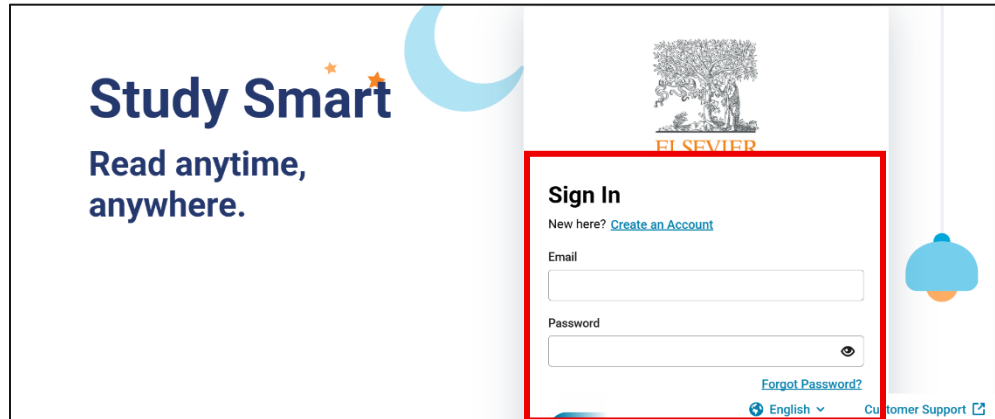 Study Smart
Read anytime,
anywhere.
ELSEVIER
Sign In
New here? Create an Account
Email
Password
Forgot Password?
English
Customer Support